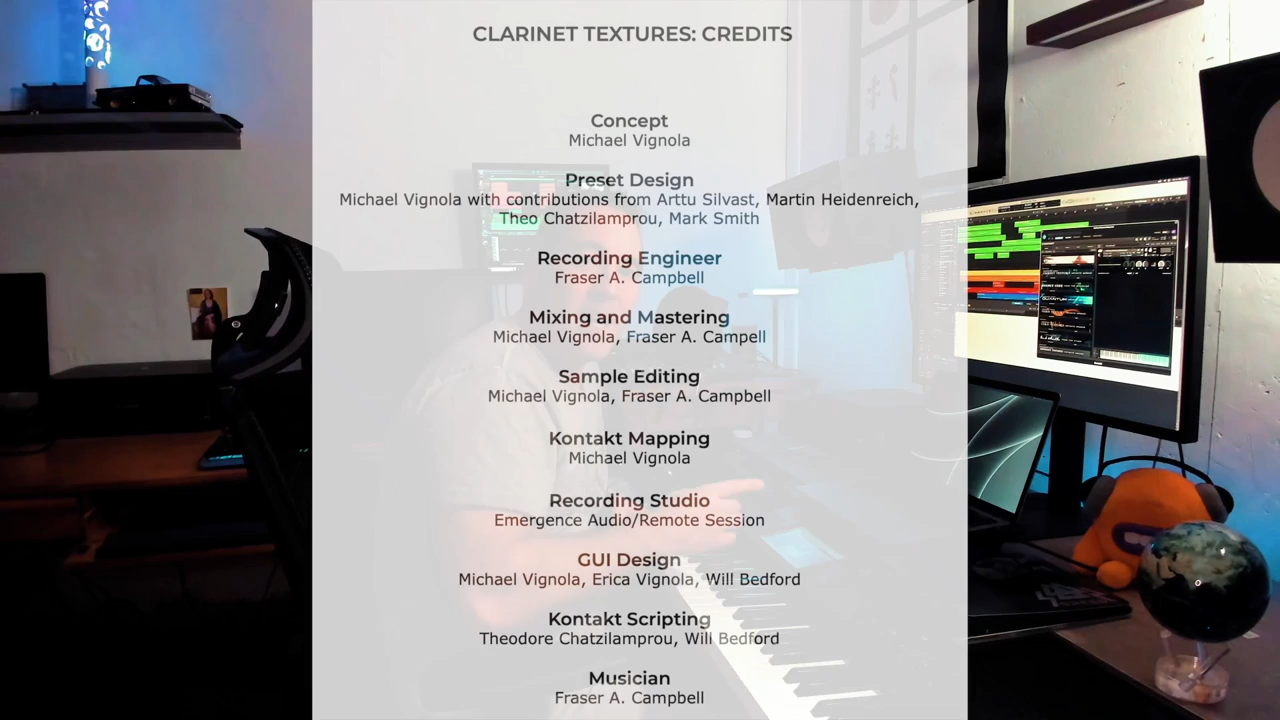 CLARINET TEXTURES: CREDITS
Concept
Michael Vignola
Preset Design
Michael Vignola with contributions from Arttu Silvast, Martin Heidenreich,
Theo Chatzilamprou, Mark Smith
Recording Engineer
Fraser A. Campbell
Mixing and Mastering
Michael Vignola, Fraser A. Campell
Sample Editing
Michael Vignola, Fraser A. Campbell
Kontakt Mapping
Michael Vignola
Recording Studio
Emergence Audio/Remote Session
GUI Design
Michael Vignola, Erica Vignola, Will Bedford
Kontakt Scripting
Theodore Chatzilamprou, Will Bedford
Musician
Fraser A. Campbell
QUANTUM